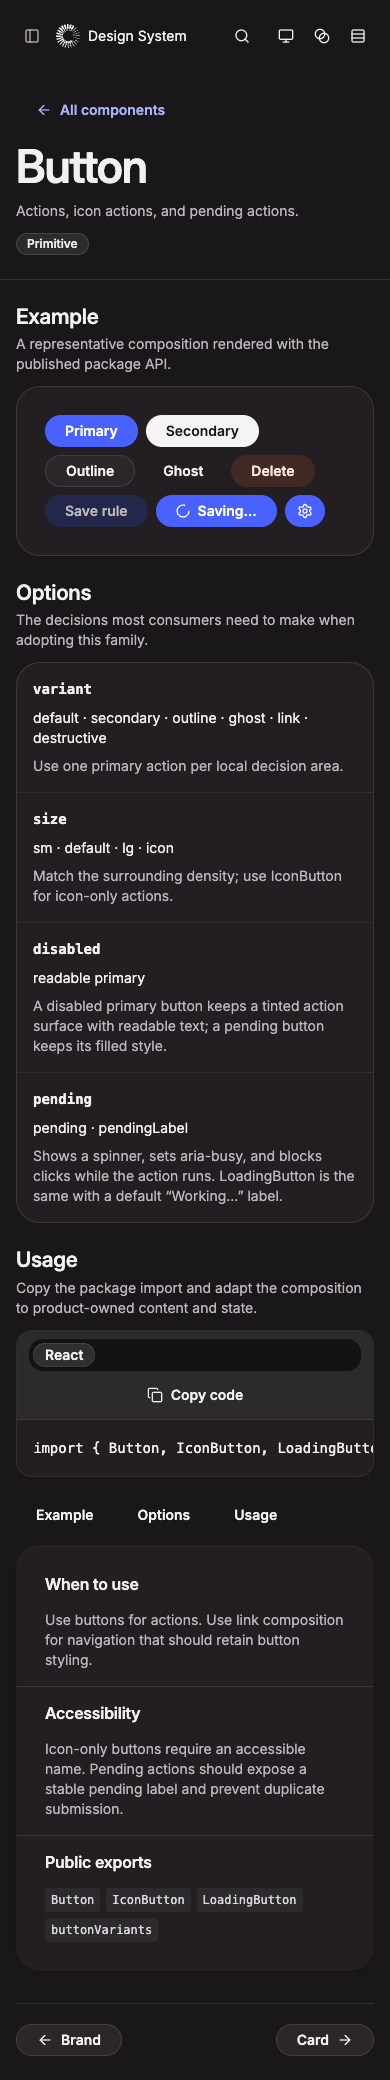 Design System
All components
Button
Actions, icon actions, and pending actions.
Primitive
Example
A representative composition rendered with the
published package API.
Primary
Secondary
Outline
Ghost
Delete
Save rule
Saving...
Options
The decisions most consumers need to make when
adopting this family.
variant
default · secondary · outline · ghost · link ·
destructive
Use one primary action per local decision area.
size
sm · default · lg · icon
Match the surrounding density; use IconButton
for icon-only actions.
disabled
readable primary
A disabled primary button keeps a tinted action
surface with readable text; a pending button
keeps its filled style.
pending
pending · pendingLabel
Shows a spinner, sets aria-busy, and blocks
clicks while the action runs. LoadingButton is the
same with a default “Working…” label.
Usage
Copy the package import and adapt the composition
to product-owned content and state.
React
Copy code
import { Button, IconButton, LoadingButto
Example
Options
Usage
When to use
Use buttons for actions. Use link composition
for navigation that should retain button
styling.
Accessibility
Icon-only buttons require an accessible
name. Pending actions should expose a
stable pending label and prevent duplicate
submission.
Public exports
Button
IconButton
LoadingButton
buttonVariants
Brand
Card